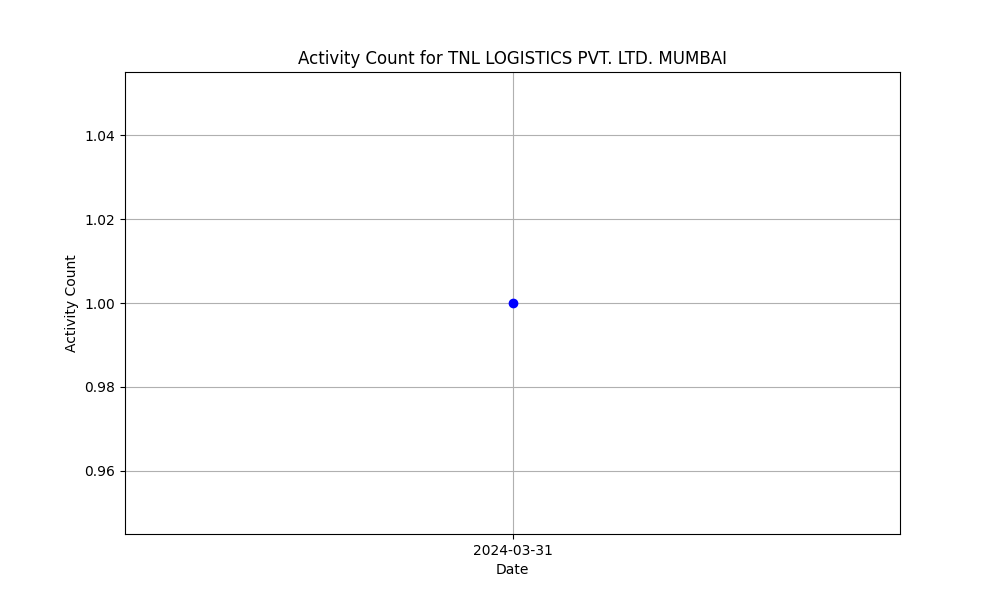 Activity Count for TNL LOGISTICS PVT. LTD. MUMBAI
Activity Count
1.04
1.02
1.00
0.98
0.96
2024-03-31
Date